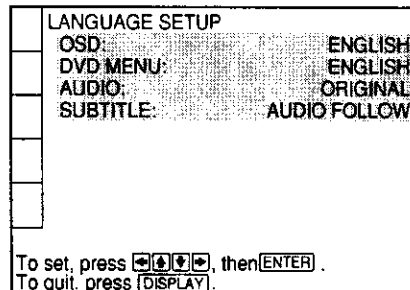 LANGUAGE SETUP
OSD: ENGLISH
DVD MENU: ENGLISH
AUDIO: ORIGINAL
SUBTITLE: AUDIO FOLLOW
To set, press ←↑↓→, then ENTER .
To quit, press DISPLAY.